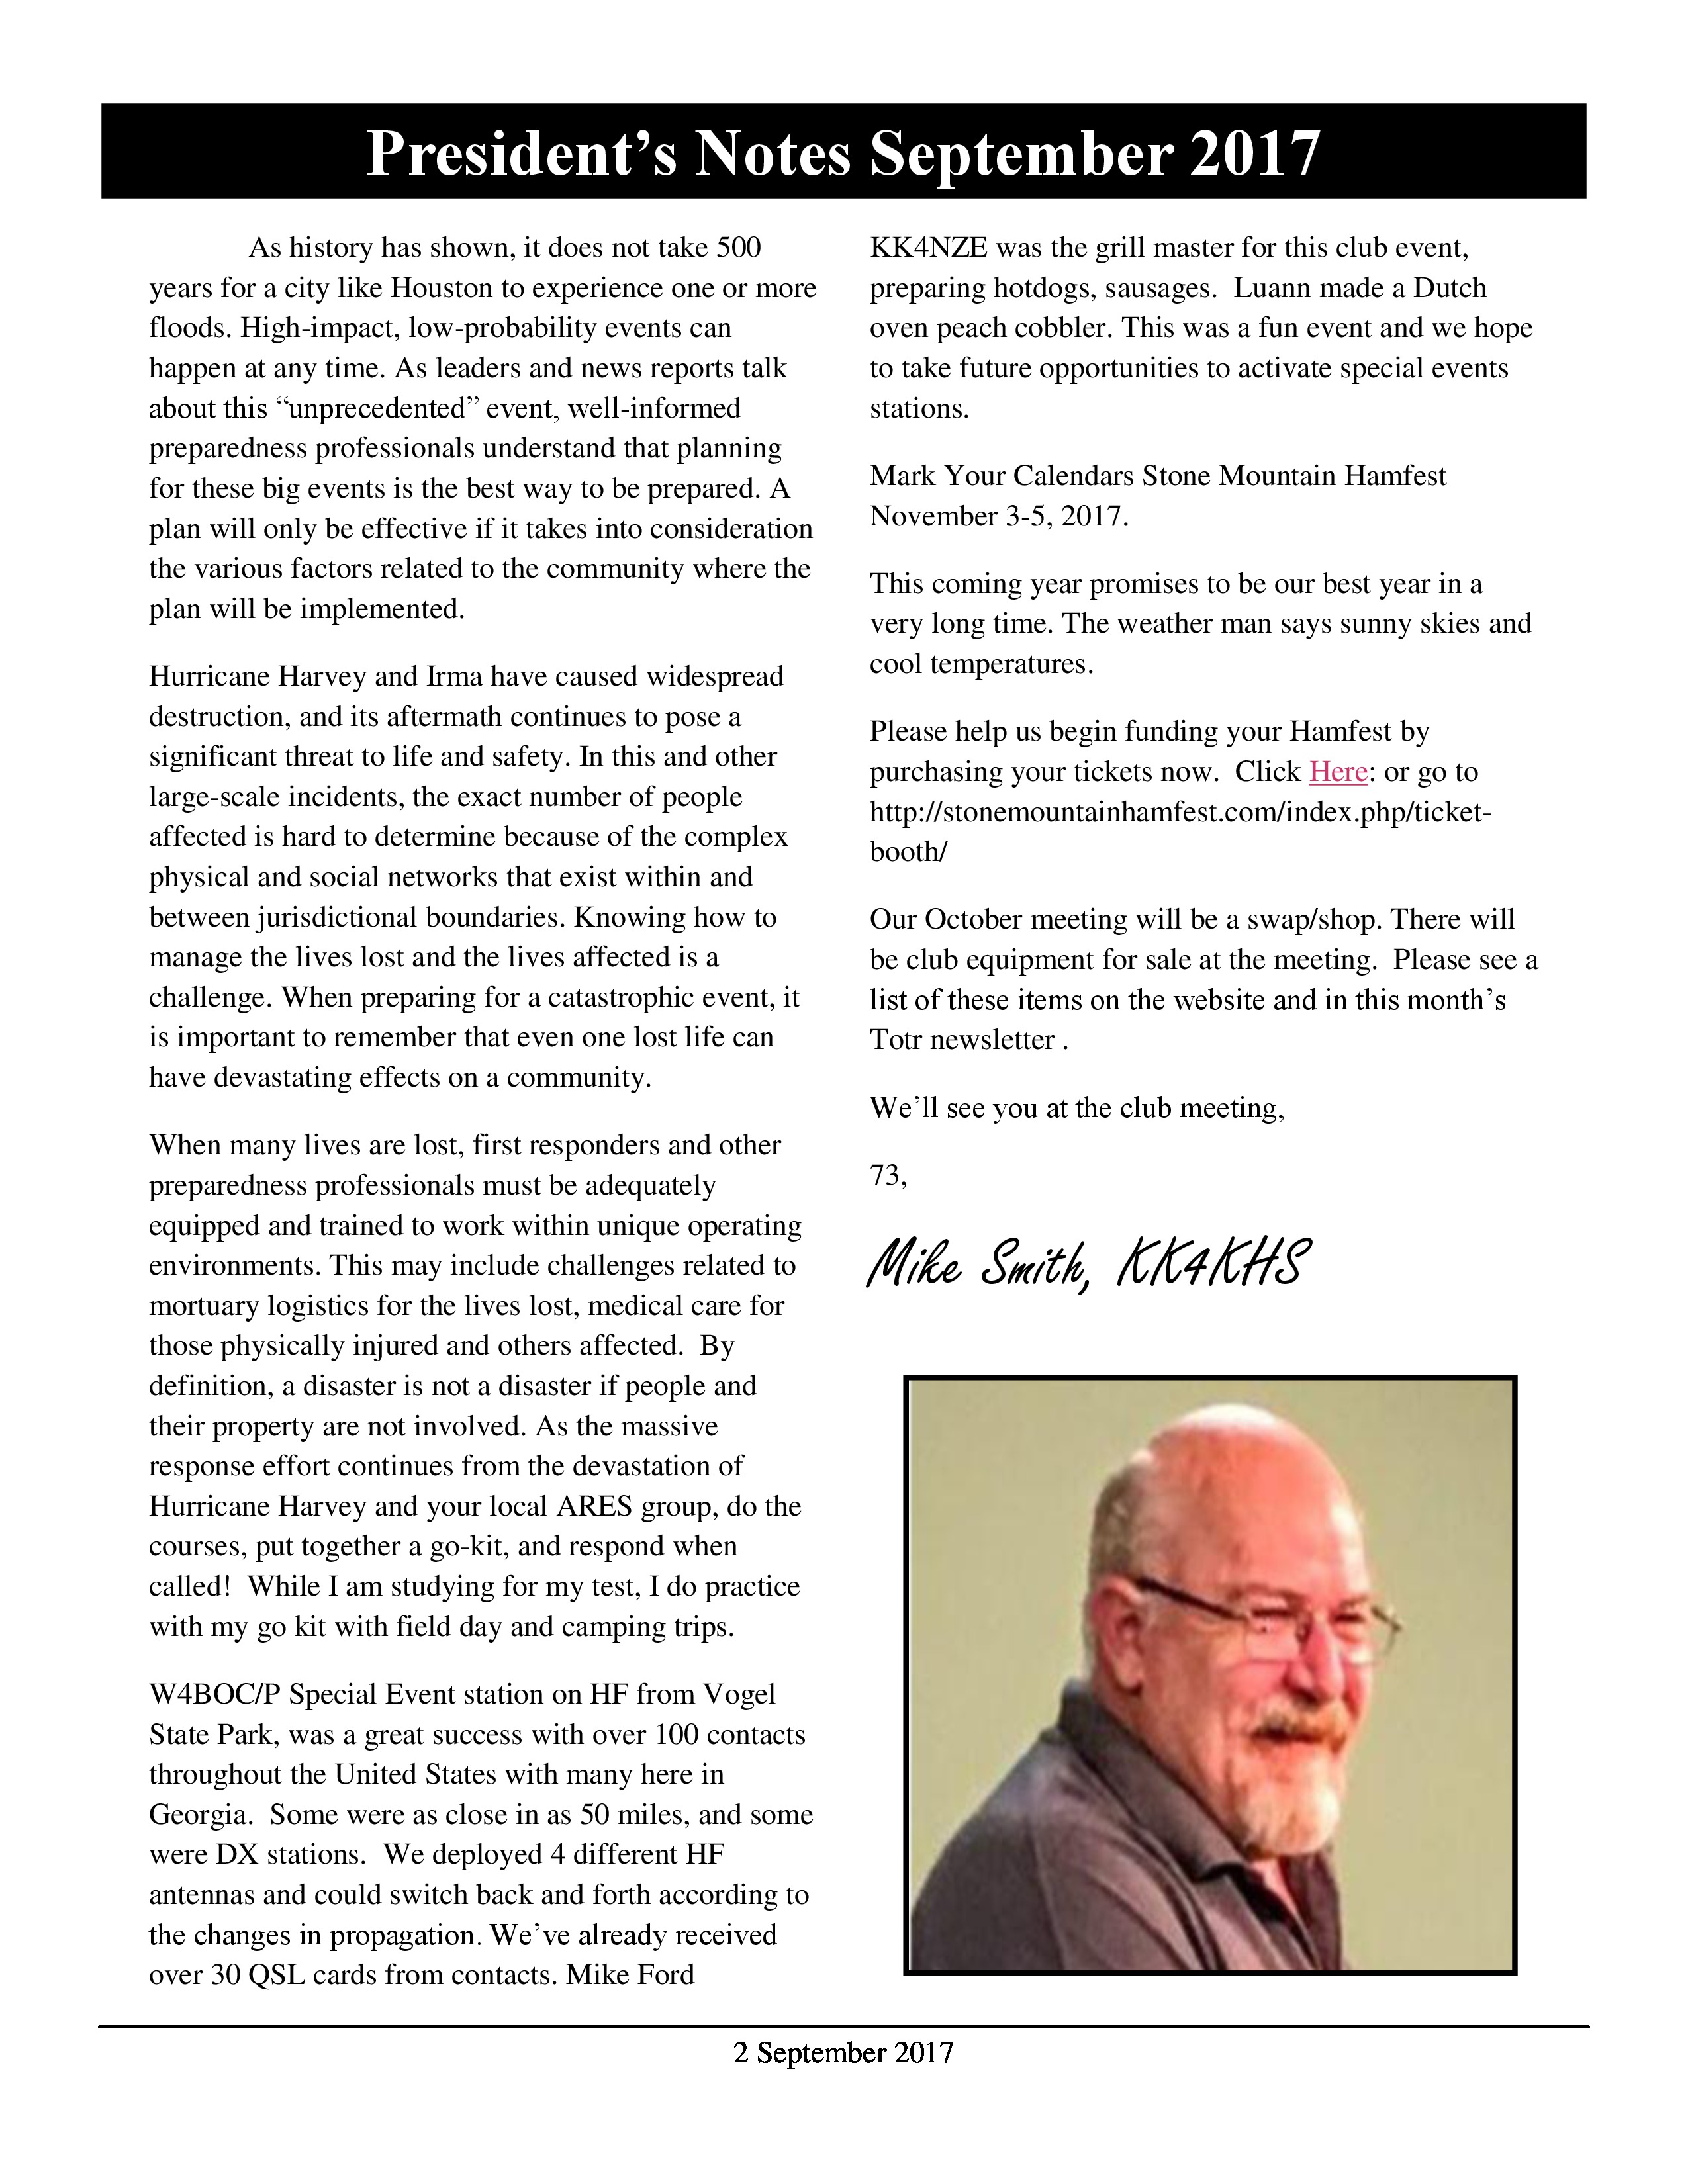 President’s Notes September 2017
As history has shown, it does not take 500
years for a city like Houston to experience one or more
floods. High-impact, low-probability events can
happen at any time. As leaders and news reports talk
about this “unprecedented” event, well-informed
preparedness professionals understand that planning
for these big events is the best way to be prepared. A
plan will only be effective if it takes into consideration
the various factors related to the community where the
plan will be implemented.
Hurricane Harvey and Irma have caused widespread
destruction, and its aftermath continues to pose a
significant threat to life and safety. In this and other
large-scale incidents, the exact number of people
affected is hard to determine because of the complex
physical and social networks that exist within and
between jurisdictional boundaries. Knowing how to
manage the lives lost and the lives affected is a
challenge. When preparing for a catastrophic event, it
is important to remember that even one lost life can
have devastating effects on a community.
When many lives are lost, first responders and other
preparedness professionals must be adequately
equipped and trained to work within unique operating
environments. This may include challenges related to
mortuary logistics for the lives lost, medical care for
those physically injured and others affected.  By
definition, a disaster is not a disaster if people and
their property are not involved. As the massive
response effort continues from the devastation of
Hurricane Harvey and your local ARES group, do the
courses, put together a go-kit, and respond when
called!  While I am studying for my test, I do practice
with my go kit with field day and camping trips.
W4BOC/P Special Event station on HF from Vogel
State Park, was a great success with over 100 contacts
throughout the United States with many here in
Georgia.  Some were as close in as 50 miles, and some
were DX stations.  We deployed 4 different HF
antennas and could switch back and forth according to
the changes in propagation. We’ve already received
over 30 QSL cards from contacts. Mike Ford
KK4NZE was the grill master for this club event,
preparing hotdogs, sausages.  Luann made a Dutch
oven peach cobbler. This was a fun event and we hope
to take future opportunities to activate special events
stations.
Mark Your Calendars Stone Mountain Hamfest
November 3-5, 2017.
This coming year promises to be our best year in a
very long time. The weather man says sunny skies and
cool temperatures.
Please help us begin funding your Hamfest by
purchasing your tickets now.  Click Here: or go to
http://stonemountainhamfest.com/index.php/ticket-
booth/
Our October meeting will be a swap/shop. There will
be club equipment for sale at the meeting.  Please see a
list of these items on the website and in this month’s
Totr newsletter .
We’ll see you at the club meeting,
73,
Mike Smith, KK4KHS
2 September 2017